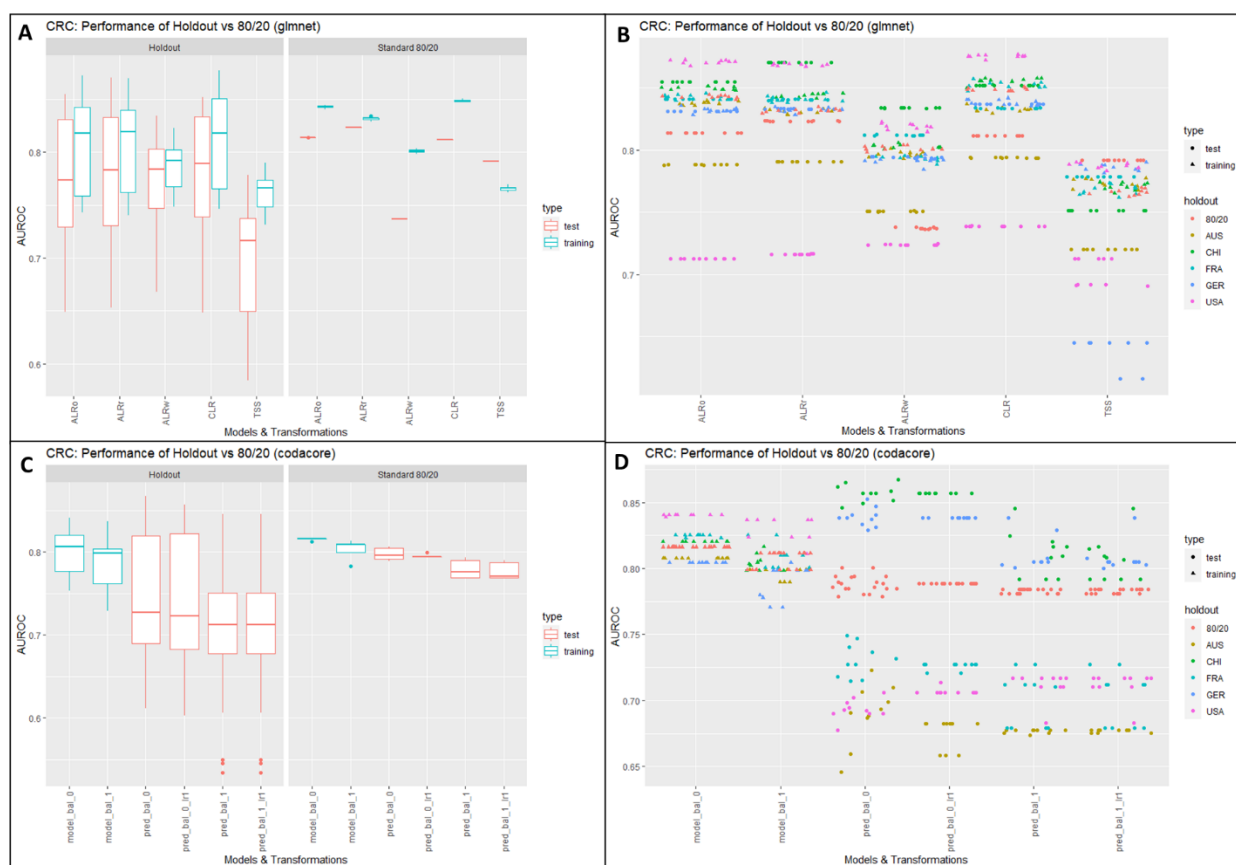 A
CRC: Performance of Holdout vs 80/20 (glmnet)
Holdout
Standard 80/20
AUROC
0.8
0.7
0.6
ALRo
ALRr
ALRw
CLR
TSS
ALRo
ALRr
ALRw
CLR
TSS
Models & Transformations
type
test
training
B
CRC: Performance of Holdout vs 80/20 (glmnet)
AUROC
0.8
0.7
ALRo
ALRr
ALRw
CLR
TSS
Models & Transformations
type
test
training
holdout
80/20
AUS
CHI
FRA
GER
USA
C
CRC: Performance of Holdout vs 80/20 (codacore)
Holdout
Standard 80/20
AUROC
0.8
0.7
0.6
model_bal_0
model_bal_1
pred_bal_0
pred_bal_0_lr1
pred_bal_1
pred_bal_1_lr1
model_bal_0
model_bal_1
pred_bal_0
pred_bal_0_lr1
pred_bal_1
pred_bal_1_lr1
Models & Transformations
type
test
training
D
CRC: Performance of Holdout vs 80/20 (codacore)
AUROC
0.85
0.80
0.75
0.70
0.65
model_bal_0
model_bal_1
pred_bal_0
pred_bal_0_lr1
pred_bal_1
pred_bal_1_lr1
Models & Transformations
type
test
training
holdout
80/20
AUS
CHI
FRA
GER
USA